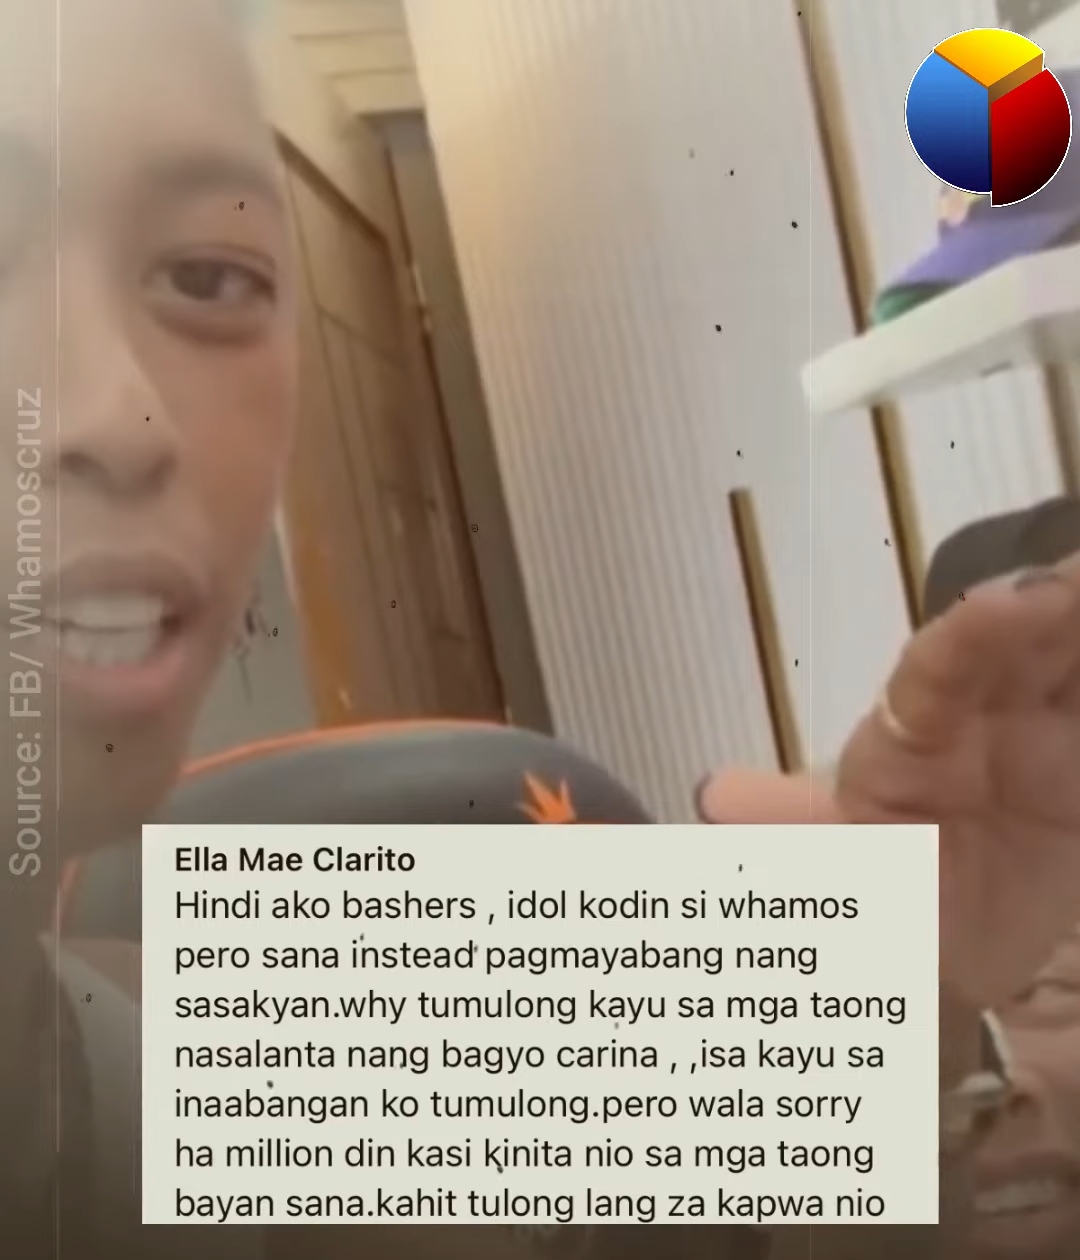 Source: FB/ Whamoscruz
Ella Mae Clarito
Hindi ako bashers , idol kodin si whamos
pero sana instead pagmayabang nang
sasakyan.why tumulong kayu sa mga taong
nasalanta nang bagyo carina , ,isa kayu sa
inaabangan ko tumulong.pero wala sorry
ha million din kasi kinita nio sa mga taong
bayan sana.kahit tulong lang za kapwa nio